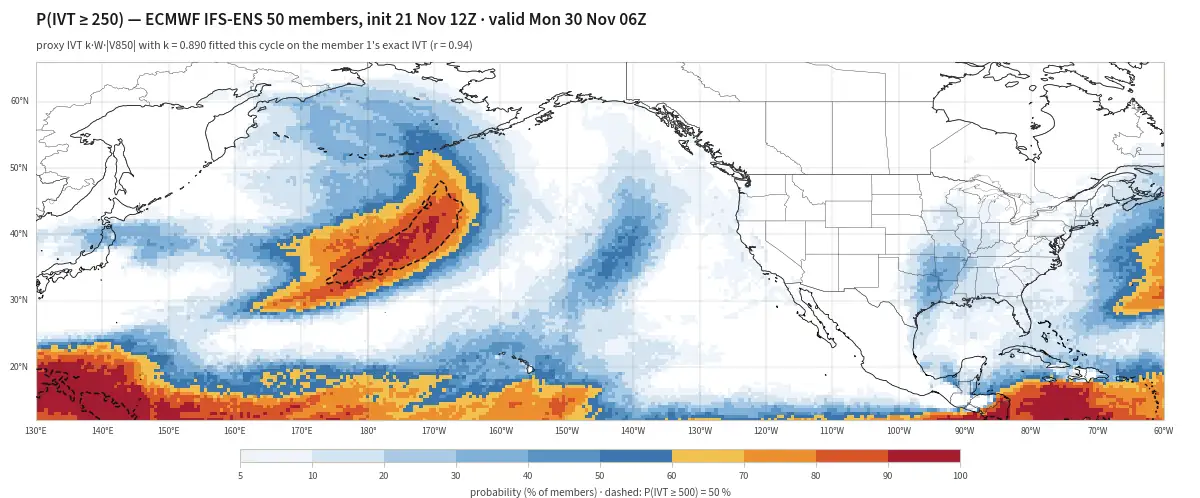 P(IVT ≥ 250) — ECMWF IFS-ENS 50 members, init 21 Nov 12Z · valid Mon 30 Nov 06Z
proxy IVT k·W·|V850| with k = 0.890 fitted this cycle on the member 1's exact IVT (r = 0.94)
60°N
50°N
40°N
30°N
20°N
130°E 140°E 150°E 160°E 170°E 180° 170°W 160°W 150°W 140°W 130°W 120°W 110°W 100°W 90°W 80°W 70°W 60°W
5 10 20 30 40 50 60 70 80 90 100
probability (% of members) · dashed: P(IVT ≥ 500) = 50 %